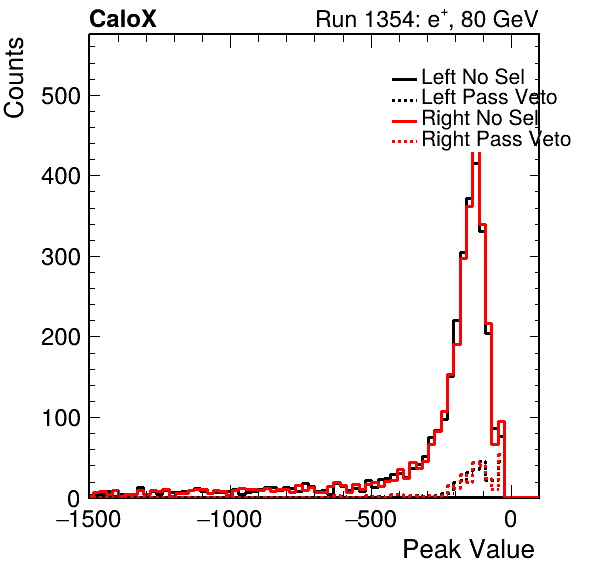 CaloX Run 1354: e⁺, 80 GeV
Counts
Left No Sel
Left Pass Veto
Right No Sel
Right Pass Veto
500
400
300
200
100
0
−1500 −1000 −500 0
Peak Value